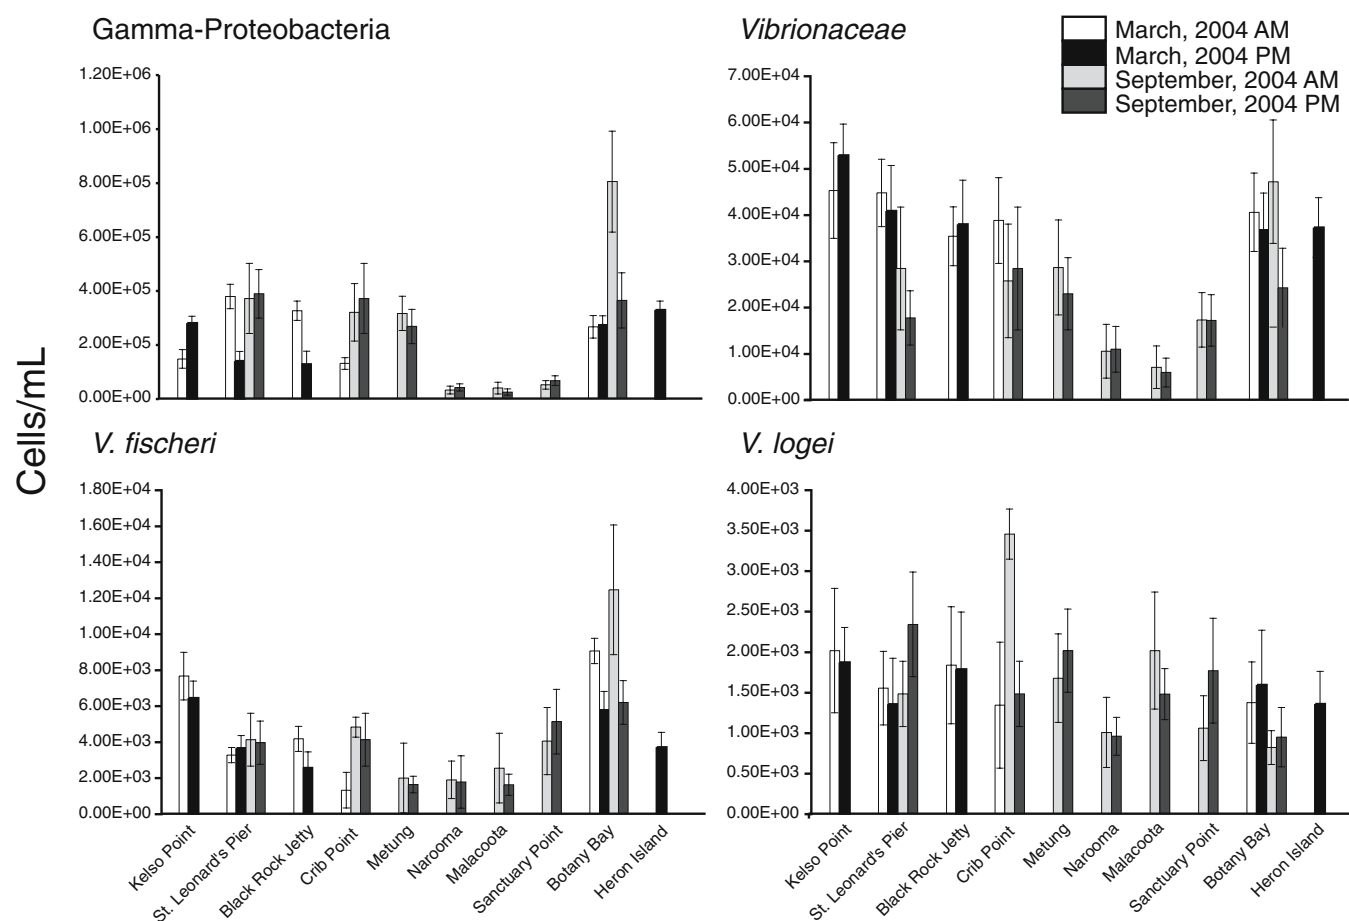 Gamma-Proteobacteria
Vibrionaceae
March, 2004 AM
March, 2004 PM
September, 2004 AM
September, 2004 PM
Cells/mL
1.20E+06
1.00E+06
8.00E+05
6.00E+05
4.00E+05
2.00E+05
0.00E+00
7.00E+04
6.00E+04
5.00E+04
4.00E+04
3.00E+04
2.00E+04
1.00E+04
0.00E+00
V. fischeri
V. logei
1.80E+04
1.60E+04
1.40E+04
1.20E+04
1.00E+04
8.00E+03
6.00E+03
4.00E+03
2.00E+03
0.00E+00
4.00E+03
3.50E+03
3.00E+03
2.50E+03
2.00E+03
1.50E+03
1.00E+03
0.50E+03
0.00E+00
Kelso Point
St. Leonard's Pier
Black Rock Jetty
Crib Point
Metung
Narooma
Malacoota
Sanctuary Point
Botany Bay
Heron Island
Kelso Point
St. Leonard's Pier
Black Rock Jetty
Crib Point
Metung
Narooma
Malacoota
Sanctuary Point
Botany Bay
Heron Island